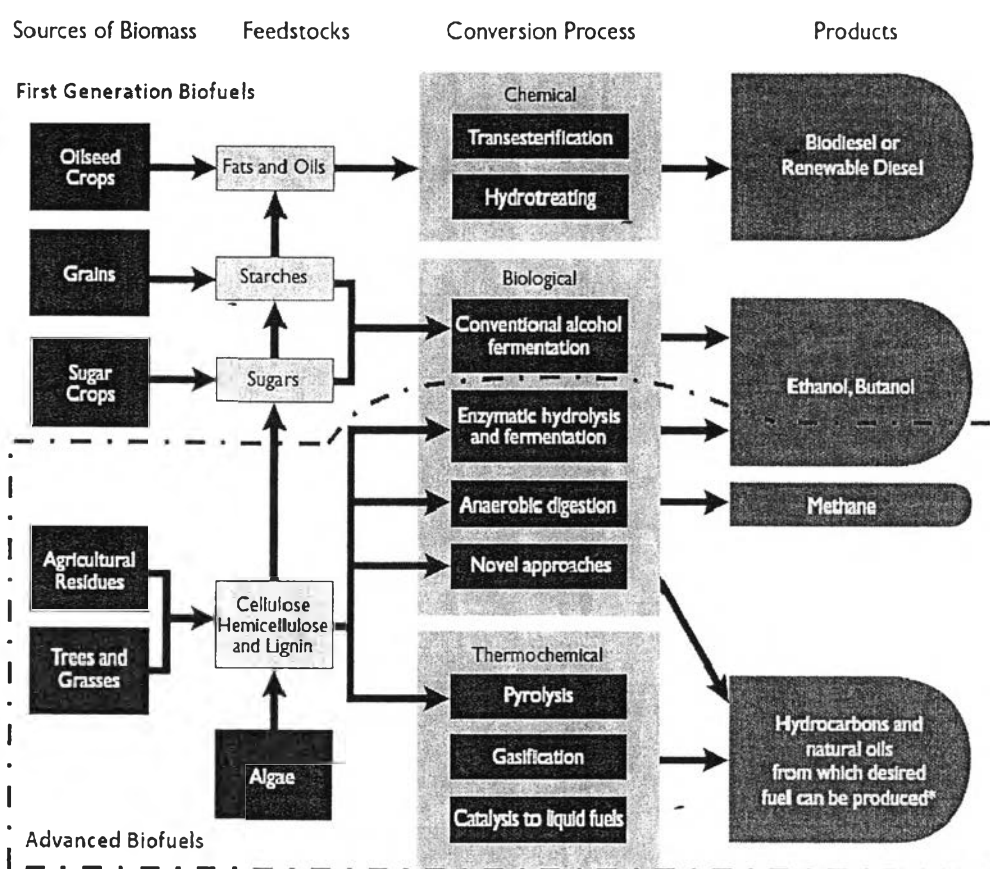 Sources of Biomass
Feedstocks
Conversion Process
Products
First Generation Biofuels
Oilseed
Crops
Fats and Oils
Chemical
Transesterification
Hydrotreating
Biodiesel or
Renewable Diesel
Grains
Starches
Sugar
Crops
Sugars
Biological
Conventional alcohol
fermentation
Enzymatic hydrolysis
and fermentation
Anaerobic digestion
Novel approaches
Ethanol, Butanol
Methane
Agricultural
Residues
Trees and
Grasses
Cellulose
Hemicellulose
and Lignin
Algae
Thermochemical
Pyrolysis
Gasification
Catalysis to liquid fuels
Hydrocarbons and
natural oils
from which desired
fuel can be produced*
Advanced Biofuels